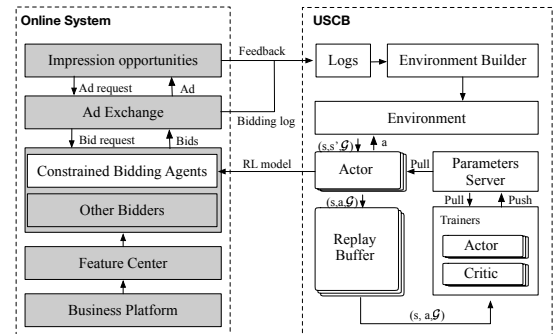 Online System
USCB
Impression opportunities
Feedback
Logs
Environment Builder
Ad request
Ad
Ad Exchange
Bidding log
Environment
Bid request
Bids
(s,s',𝒢)
a
Constrained Bidding Agents
RL model
Actor
Pull
Parameters
Server
Other Bidders
(s,a,𝒢)
Pull
Push
Replay
Buffer
Trainers
Actor
Critic
Feature Center
Business Platform
(s, a,𝒢)